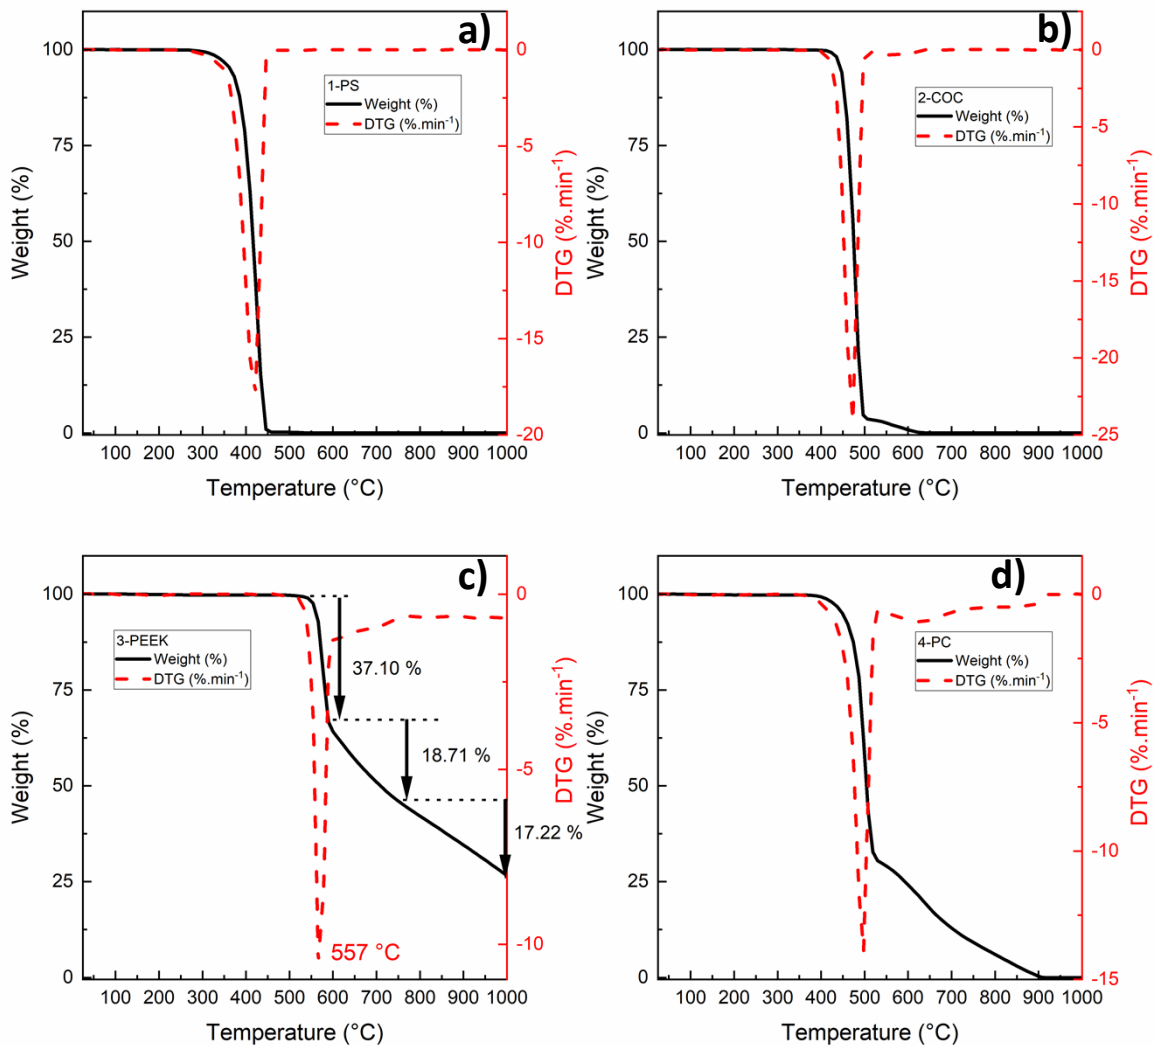 a)
1-PS
Weight (%)
DTG (%.min⁻¹)
100
75
50
25
0
Weight (%)
0
-5
-10
-15
-20
DTG (%.min⁻¹)
100 200 300 400 500 600 700 800 900 1000
Temperature (°C)
b)
2-COC
Weight (%)
DTG (%.min⁻¹)
100
75
50
25
0
Weight (%)
0
-5
-10
-15
-20
-25
DTG (%.min⁻¹)
100 200 300 400 500 600 700 800 900 1000
Temperature (°C)
c)
3-PEEK
Weight (%)
DTG (%.min⁻¹)
37.10 %
18.71 %
17.22 %
557 °C
100
75
50
25
0
Weight (%)
0
-5
-10
DTG (%.min⁻¹)
100 200 300 400 500 600 700 800 900 1000
Temperature (°C)
d)
4-PC
Weight (%)
DTG (%.min⁻¹)
100
75
50
25
0
Weight (%)
0
-5
-10
-15
DTG (%.min⁻¹)
100 200 300 400 500 600 700 800 900 1000
Temperature (°C)